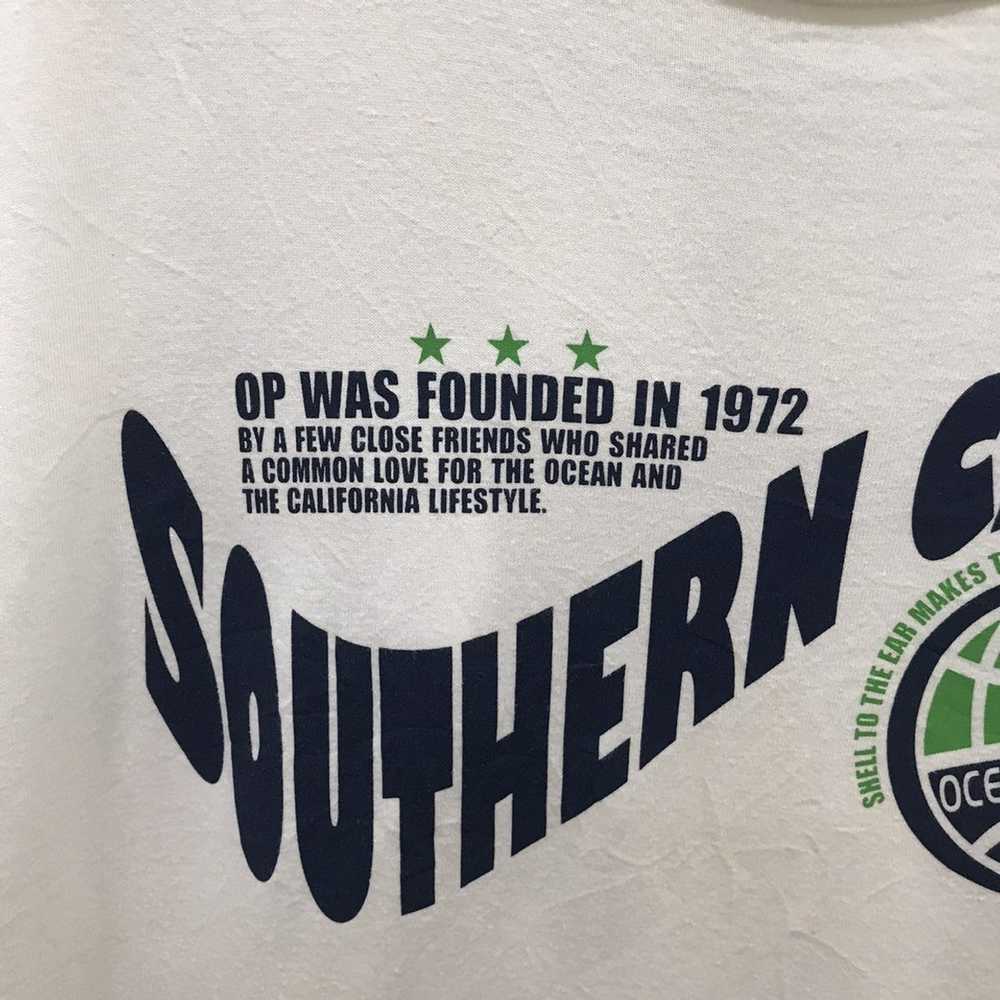 OP WAS FOUNDED IN 1972
BY A FEW CLOSE FRIENDS WHO SHARED
A COMMON LOVE FOR THE OCEAN AND
THE CALIFORNIA LIFESTYLE.
SOUTHERN
SHELL TO THE EAR MAKES